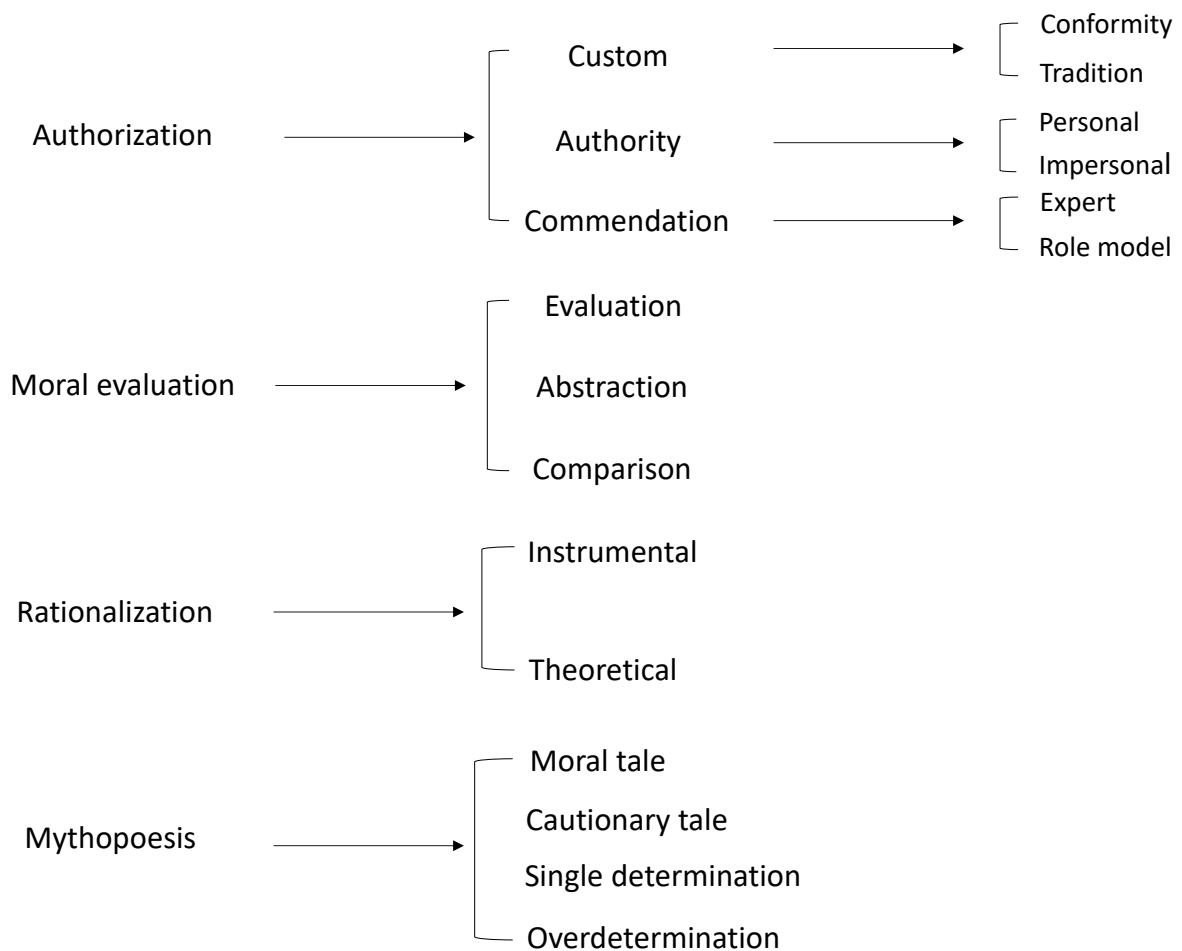 Authorization
Custom
Conformity
Tradition
Authority
Personal
Impersonal
Commendation
Expert
Role model
Moral evaluation
Evaluation
Abstraction
Comparison
Rationalization
Instrumental
Theoretical
Mythopoesis
Moral tale
Cautionary tale
Single determination
Overdetermination